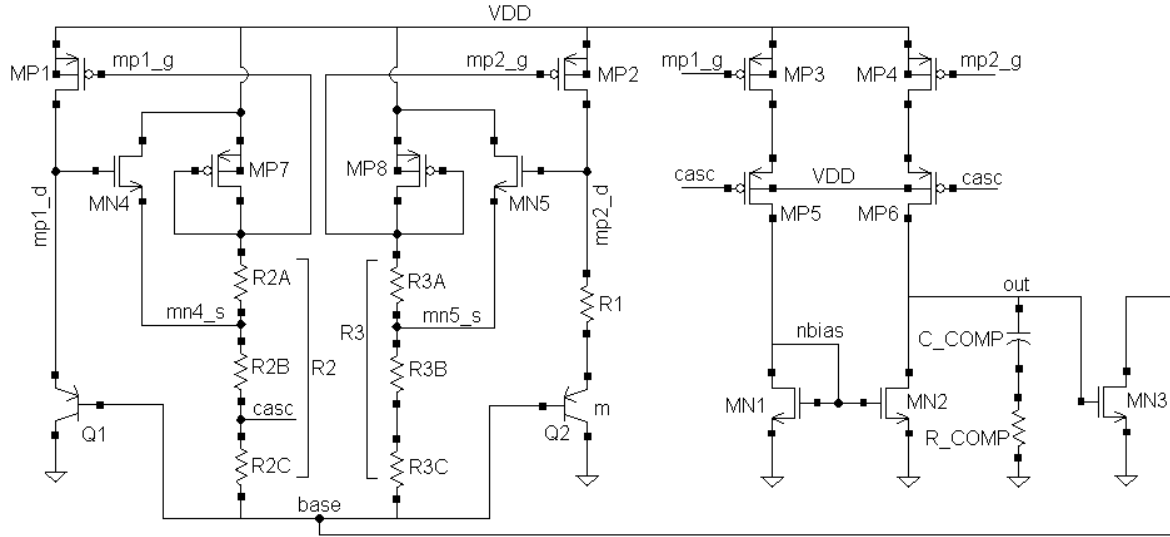 VDD
MP1
mp1_g
mp2_g
MP2
mp1_g
MP3
MP4
mp2_g
MN4
MP7
MP8
MN5
casc
VDD
casc
MP5
MP6
mp1_d
mp2_d
R2A
R3A
R1
mn4_s
mn5_s
R3
R2
out
nbias
C_COMP
R2B
R3B
casc
Q1
Q2
m
MN1
MN2
R_COMP
MN3
R2C
R3C
base